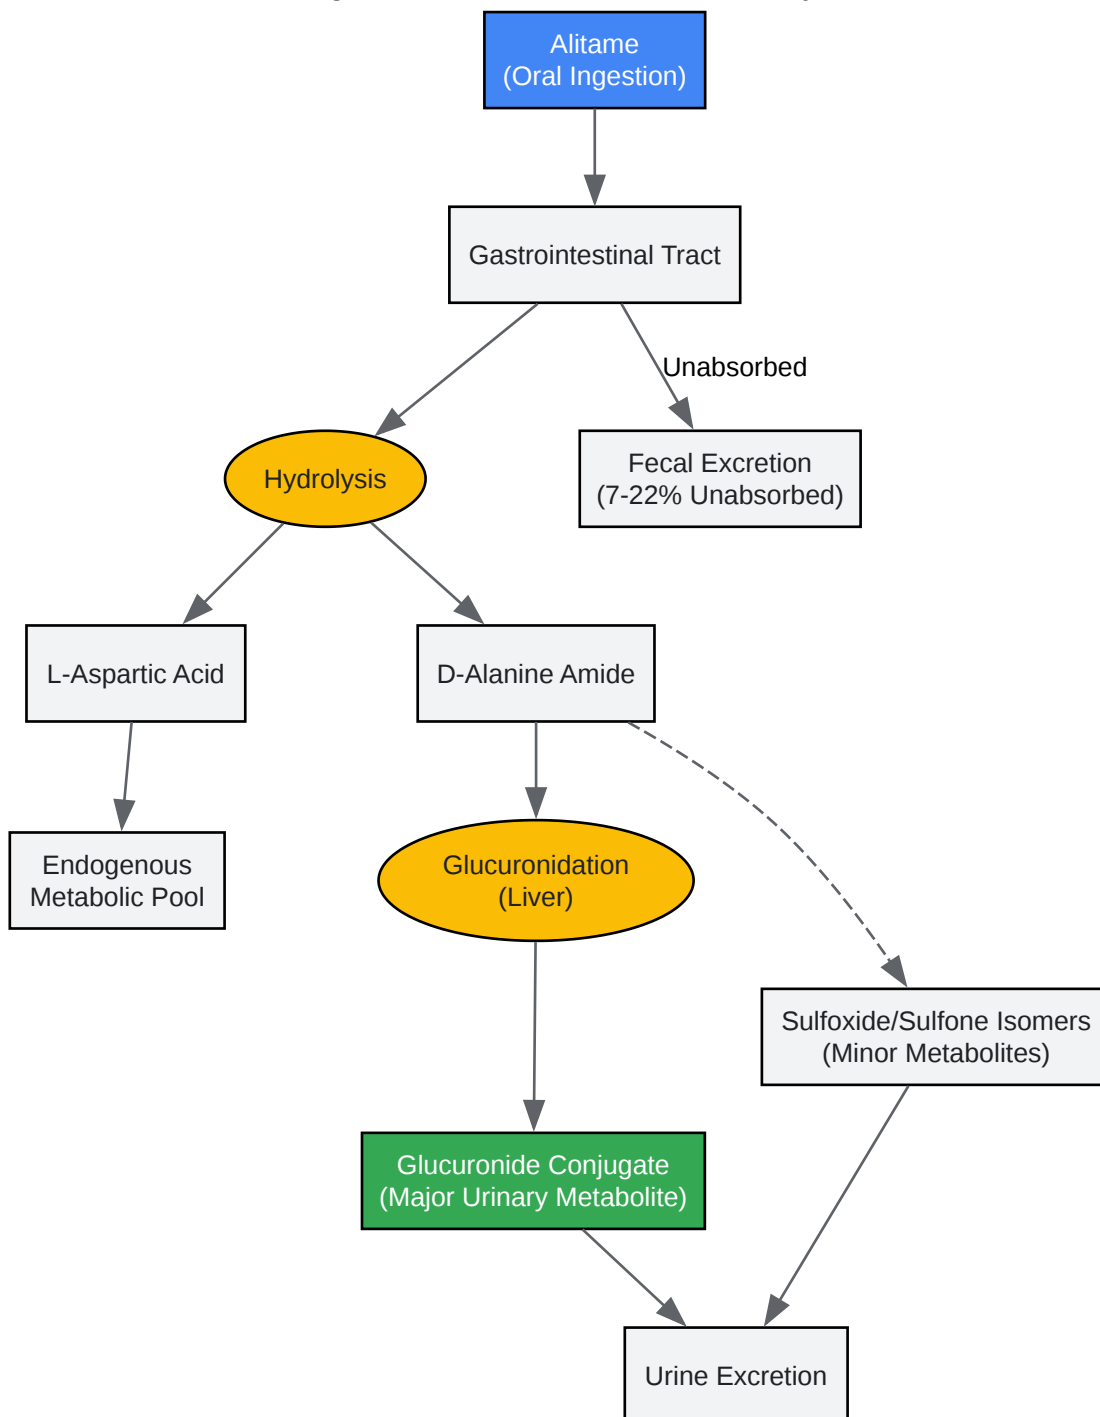 Alitame
(Oral Ingestion)
Gastrointestinal Tract
Unabsorbed
Hydrolysis
Fecal Excretion
(7-22% Unabsorbed)
L-Aspartic Acid
D-Alanine Amide
Endogenous
Metabolic Pool
Glucuronidation
(Liver)
Sulfoxide/Sulfone Isomers
(Minor Metabolites)
Glucuronide Conjugate
(Major Urinary Metabolite)
Urine Excretion